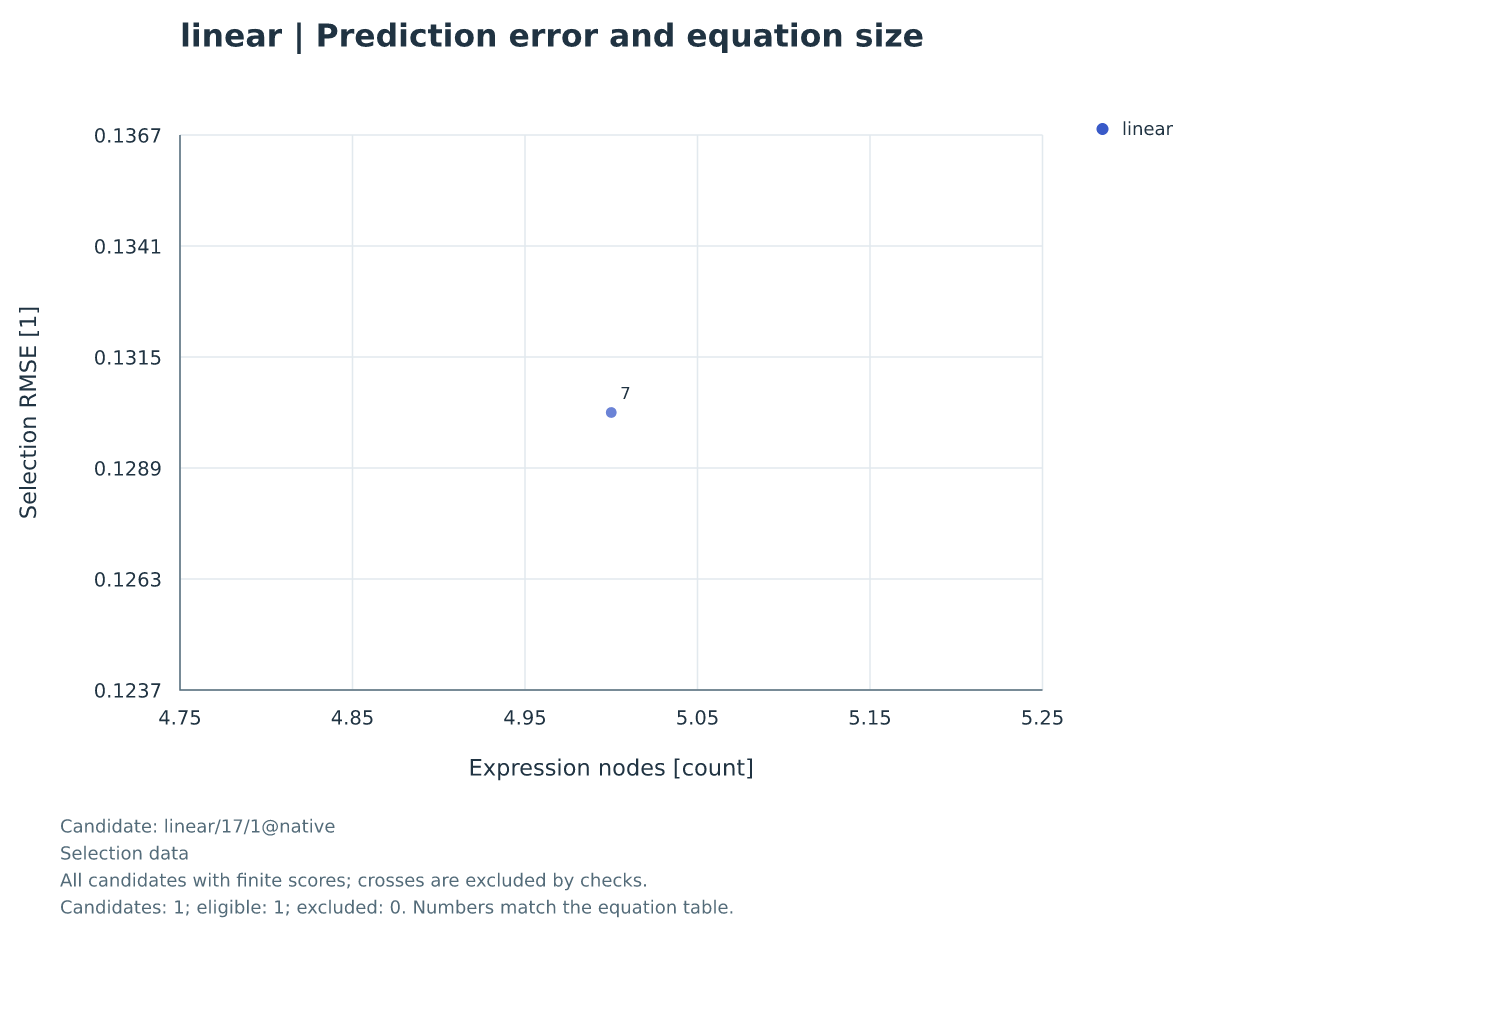 linear | Prediction error and equation size
linear
0.1367
0.1341
0.1315
0.1289
0.1263
0.1237
Selection RMSE [1]
7
4.75 4.85 4.95 5.05 5.15 5.25
Expression nodes [count]
Candidate: linear/17/1@native
Selection data
All candidates with finite scores; crosses are excluded by checks.
Candidates: 1; eligible: 1; excluded: 0. Numbers match the equation table.